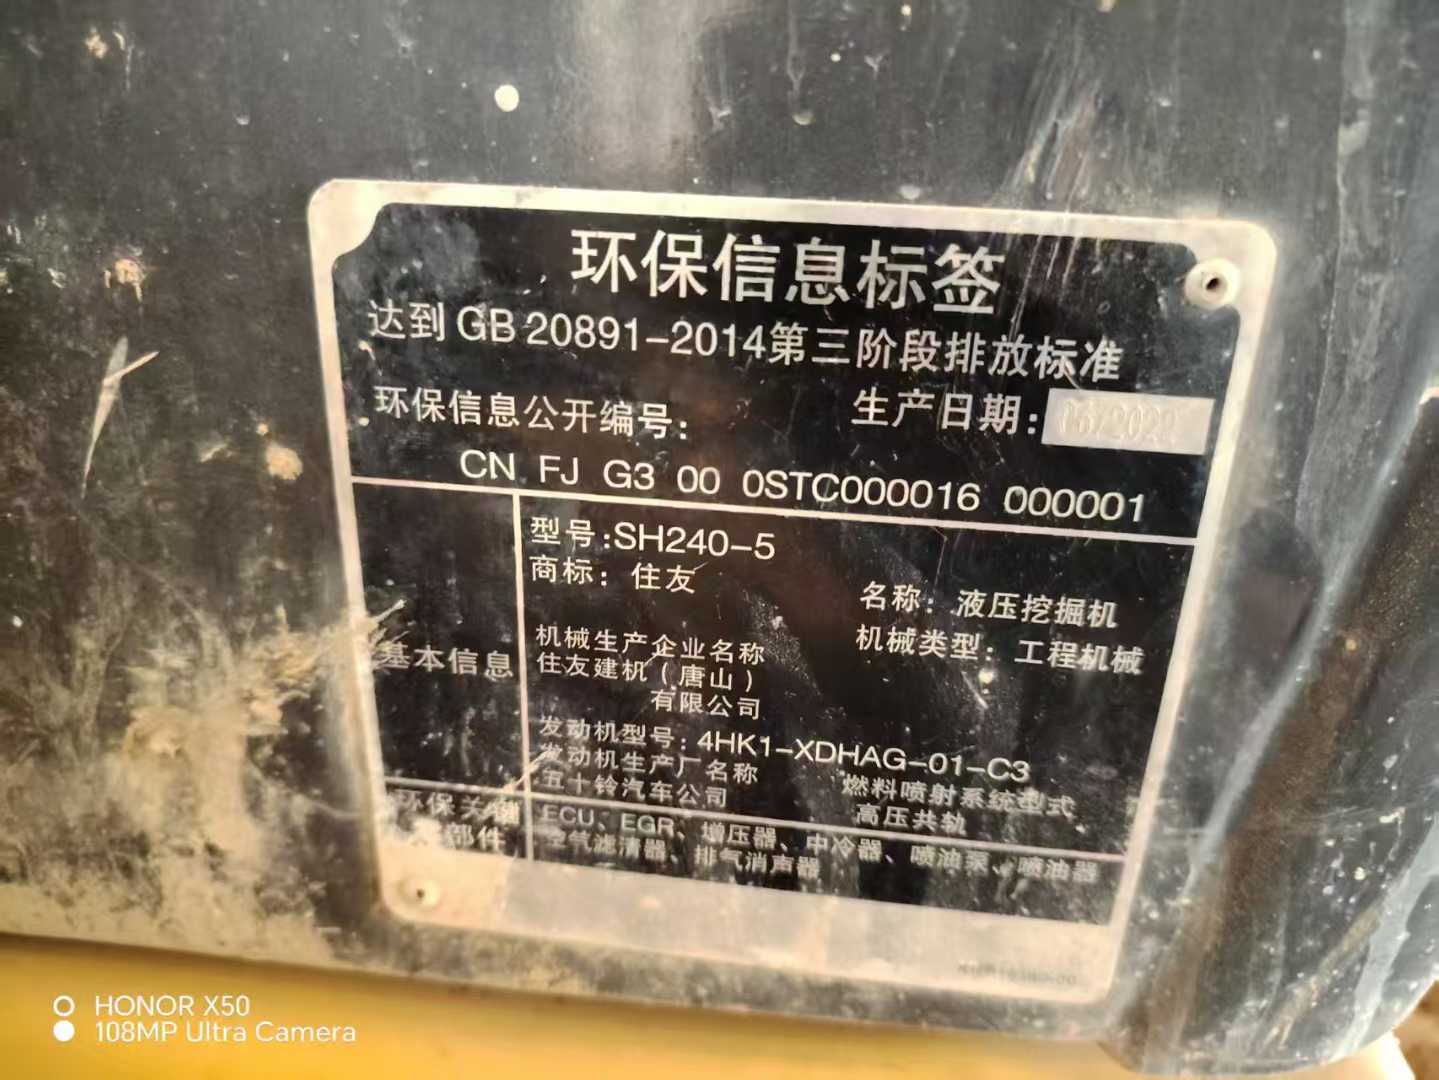 环保信息标签
达到 GB 20891-2014第三阶段排放标准
环保信息公开编号:
生产日期: 06/2022
CN FJ G3 00 0STC000016 000001
型号:SH240-5
商标: 住友
名称: 液压挖掘机
机械类型: 工程机械
基本信息
机械生产企业名称
住友建机(唐山)
有限公司
发动机型号: 4HK1-XDHAG-01-C3
发动机生产厂名称
五十铃汽车公司
燃料喷射系统型式
高压共轨
环保关键
部件
ECU、EGR、增压器、中冷器、喷油泵、喷油器
空气滤清器、排气消声器
HONOR X50
108MP Ultra Camera